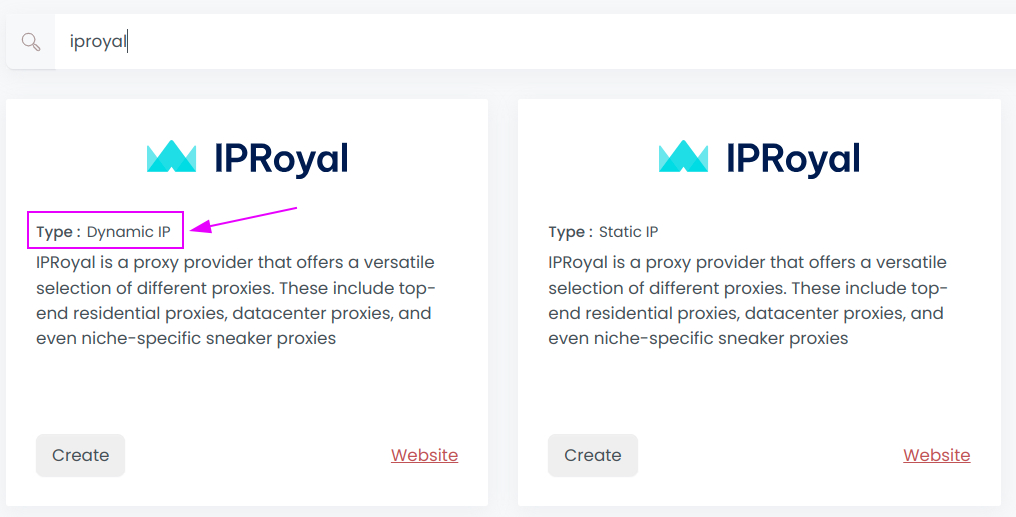 iproyal
IPRoyal
Type : Dynamic IP
IPRoyal is a proxy provider that offers a versatile
selection of different proxies. These include top-
end residential proxies, datacenter proxies, and
even niche-specific sneaker proxies
Create
Website
IPRoyal
Type : Static IP
IPRoyal is a proxy provider that offers a versatile
selection of different proxies. These include top-
end residential proxies, datacenter proxies, and
even niche-specific sneaker proxies
Create
Website